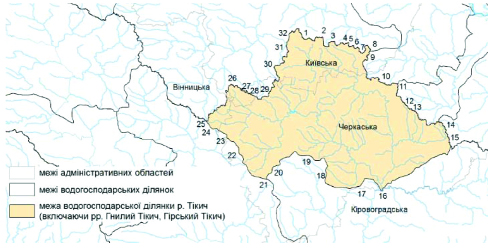 32 1 2 3 4 5 6 7 8
31 9
Київська
30
Вінницька 26 27 28 29 10 11
12 13
25 Черкаська 14
24 15
23
22 19
21 20 18
17 16
Кіровоградська
межі адміністративних областей
межі водогосподарських ділянок
межа водогосподарської ділянки р. Тікич
(включаючи рр. Гнилий Тікич, Гірський Тікич)